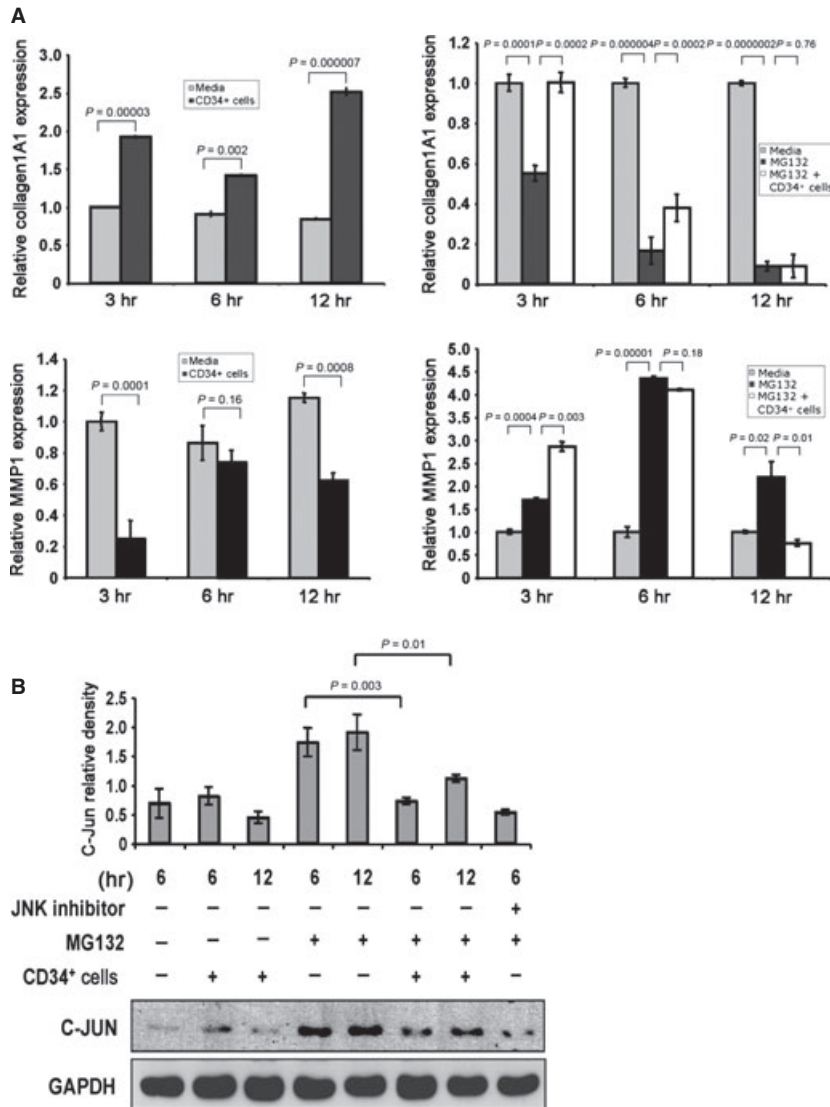 A
Relative collagen1A1 expression
3.0
2.5
2.0
1.5
1.0
0.5
0
P = 0.00003
P = 0.002
P = 0.000007
Media
CD34+ cells
3 hr 6 hr 12 hr
Relative collagen1A1 expression
1.2
1.0
0.8
0.6
0.4
0.2
0
P = 0.0001 P = 0.0002 P = 0.000004 P = 0.0002 P = 0.0000002 P = 0.76
Media
MG132
MG132 +
CD34+ cells
3 hr 6 hr 12 hr
Relative MMP1 expression
1.4
1.2
1.0
0.8
0.6
0.4
0.2
0
P = 0.0001
P = 0.16
P = 0.0008
Media
CD34+ cells
3 hr 6 hr 12 hr
Relative MMP1 expression
5.0
4.5
4.0
3.5
3.0
2.5
2.0
1.5
1.0
0.5
0
P = 0.0004 P = 0.003
P = 0.00001 P = 0.18
P = 0.02 P = 0.01
Media
MG132
MG132 +
CD34+ cells
3 hr 6 hr 12 hr
B
C-Jun relative density
2.5
2.0
1.5
1.0
0.5
0
P = 0.003
P = 0.01
(hr) 6 6 12 6 12 6 12 6
JNK inhibitor – – – – – – – +
MG132 – – – + + + + +
CD34+ cells – + + – – + + –
C-JUN
GAPDH